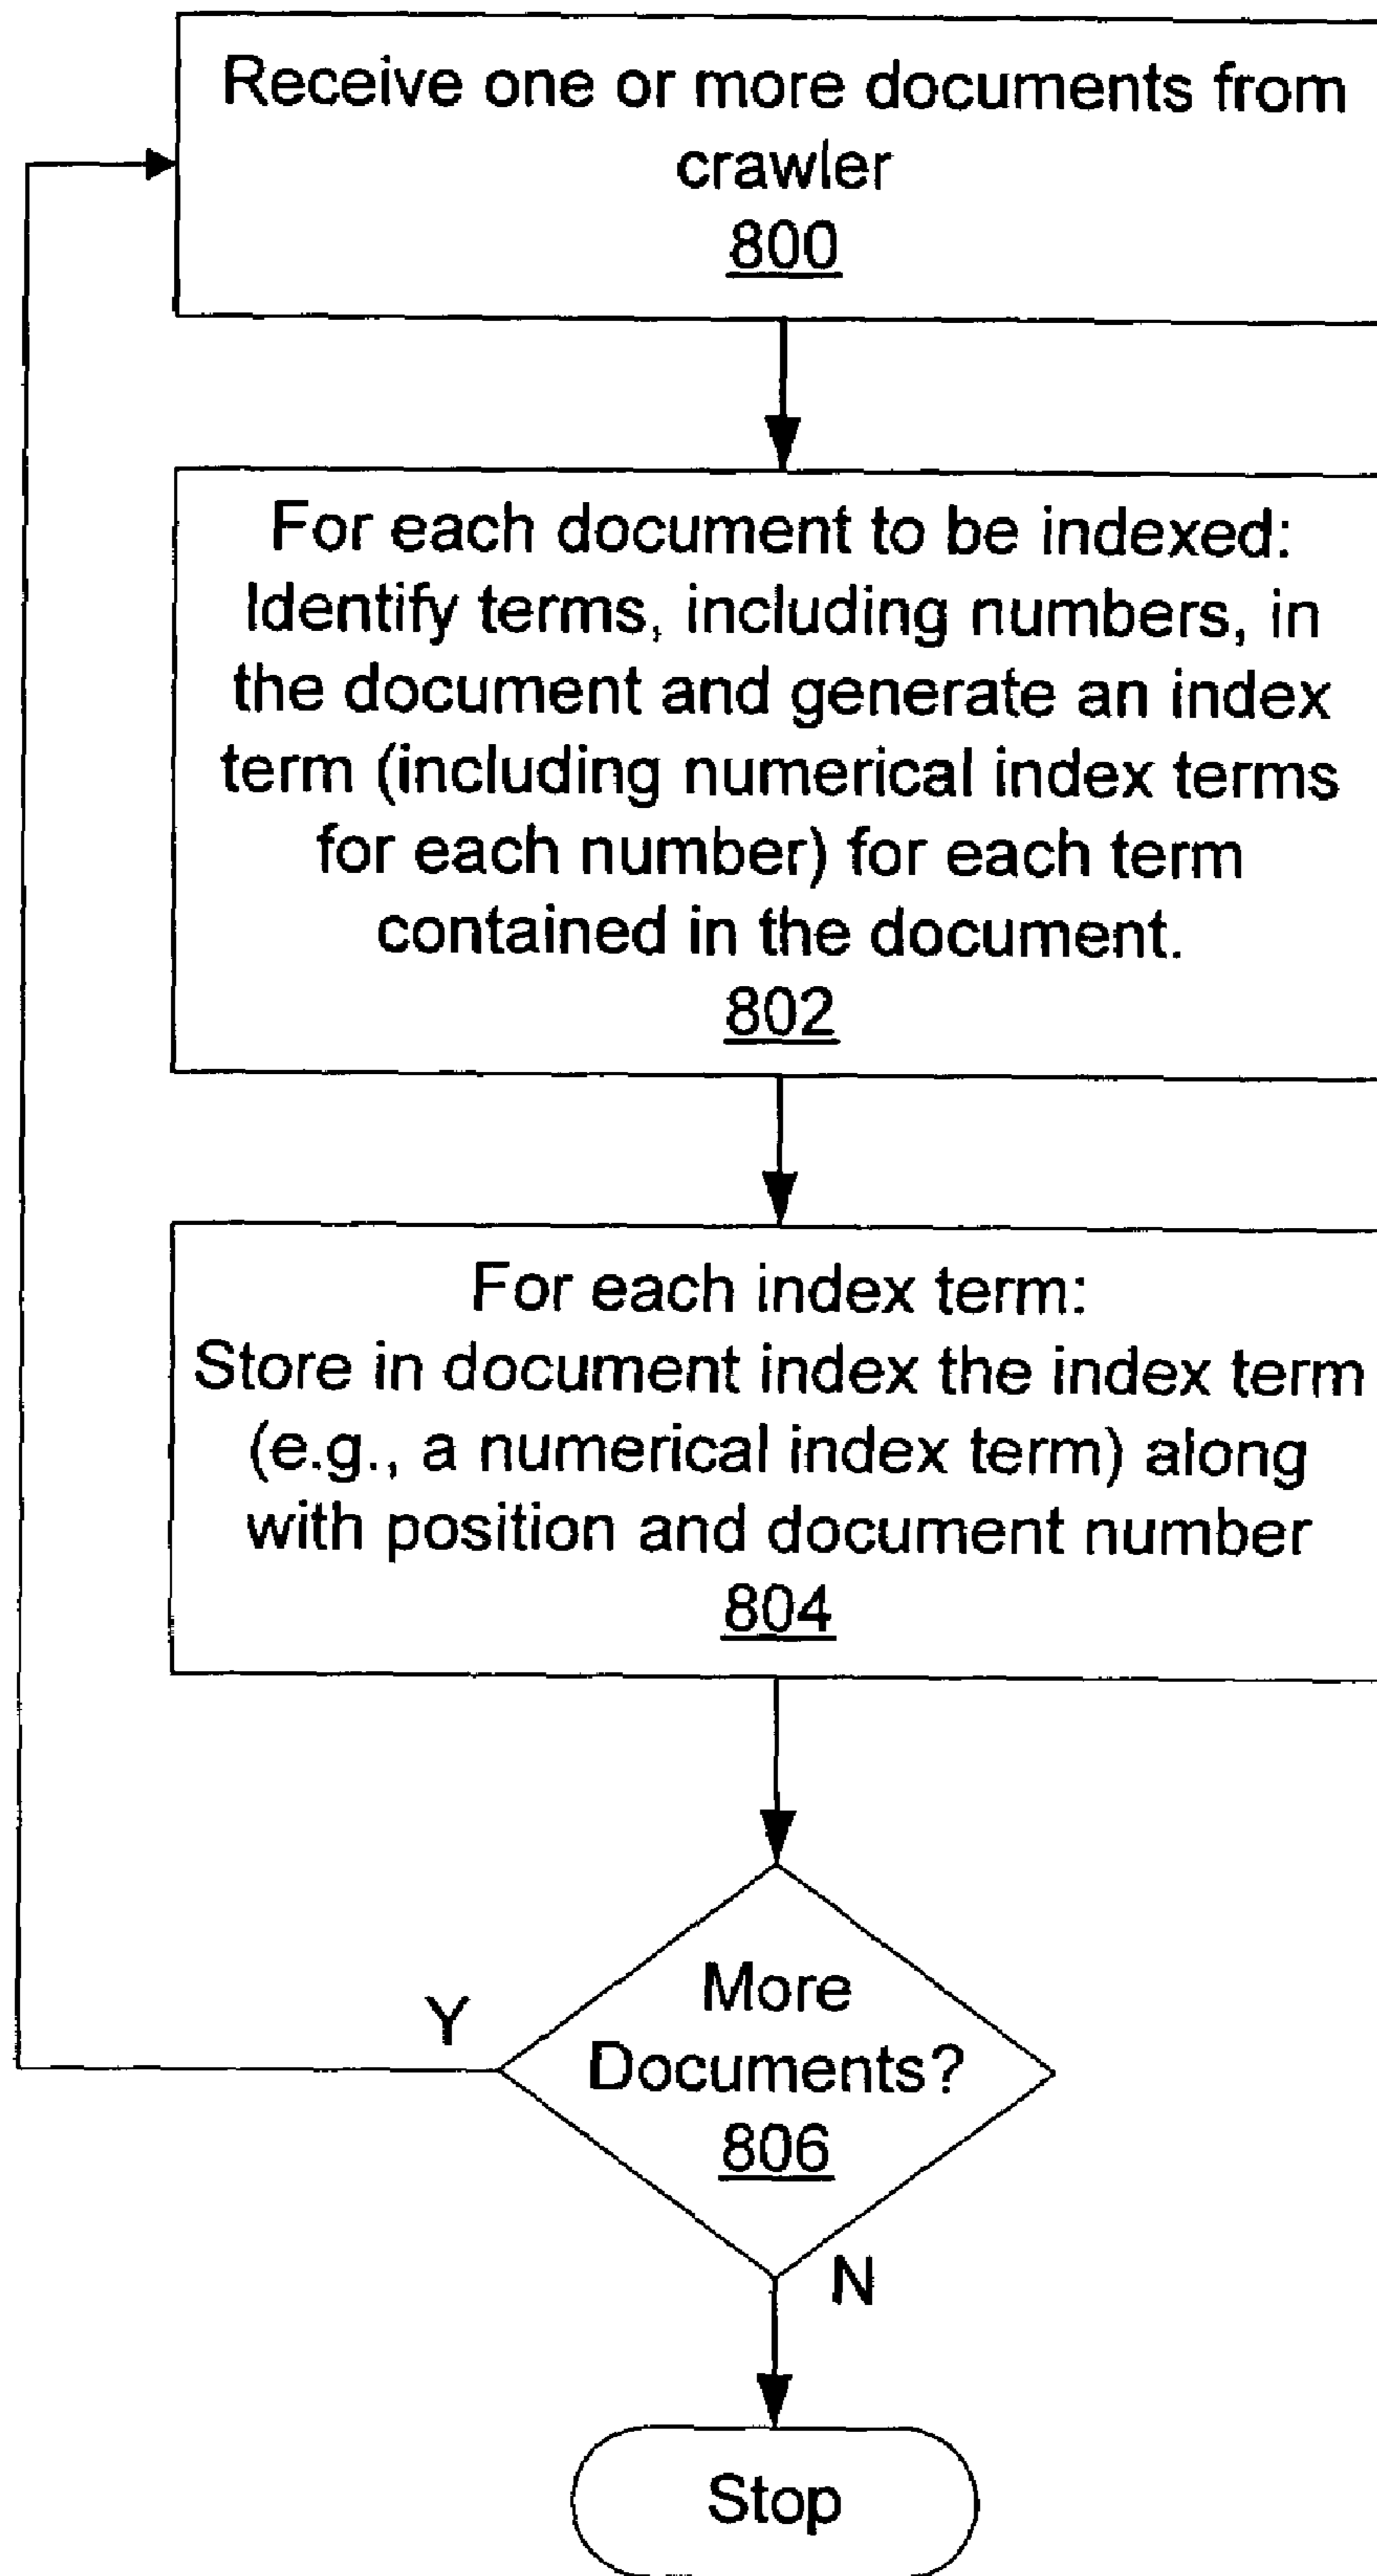 Receive one or more documents from
crawler
800
For each document to be indexed:
Identify terms, including numbers, in
the document and generate an index
term (including numerical index terms
for each number) for each term
contained in the document.
802
For each index term:
Store in document index the index term
(e.g., a numerical index term) along
with position and document number
804
More
Documents?
806
Y
N
Stop